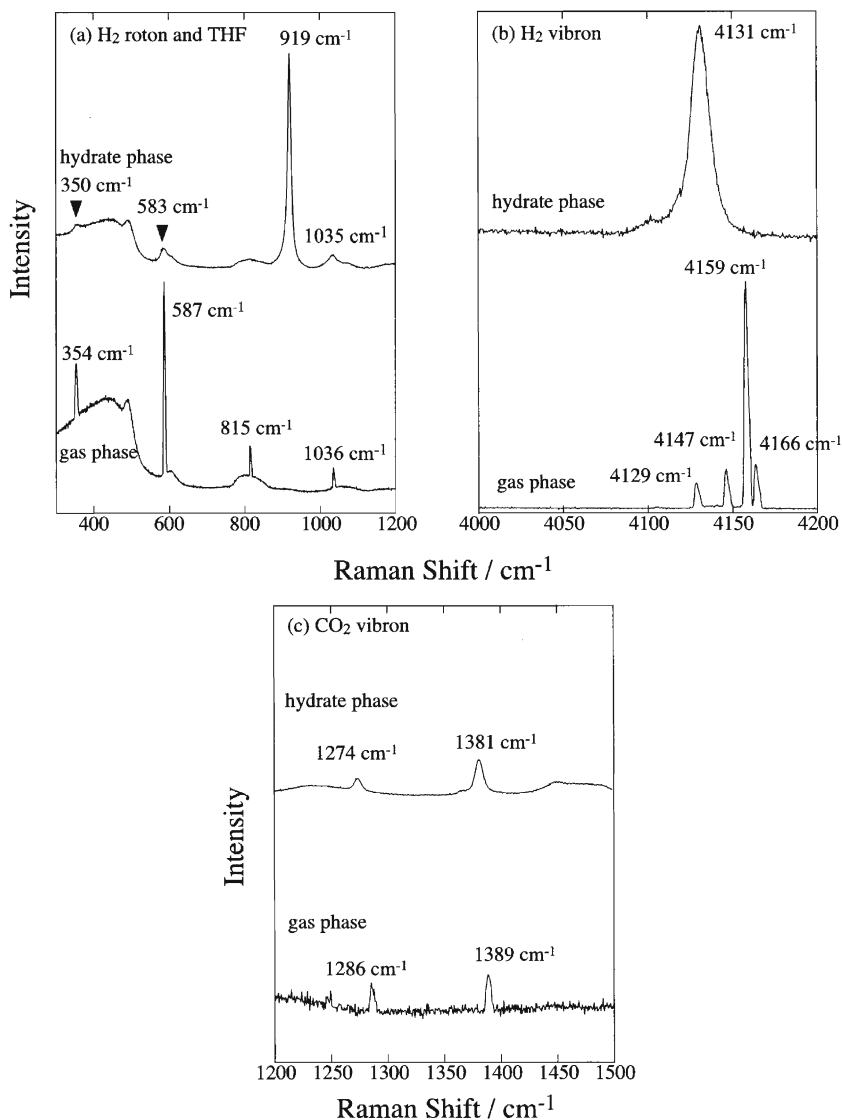 (a) H2 roton and THF
919 cm-1
hydrate phase
350 cm-1
583 cm-1
1035 cm-1
587 cm-1
354 cm-1
815 cm-1
gas phase
1036 cm-1
400 600 800 1000 1200
Intensity
(b) H2 vibron
4131 cm-1
hydrate phase
4159 cm-1
4147 cm-1
4166 cm-1
4129 cm-1
gas phase
4000 4050 4100 4150 4200
Raman Shift / cm-1
(c) CO2 vibron
hydrate phase
1274 cm-1
1381 cm-1
Intensity
gas phase
1286 cm-1
1389 cm-1
1200 1250 1300 1350 1400 1450 1500
Raman Shift / cm-1